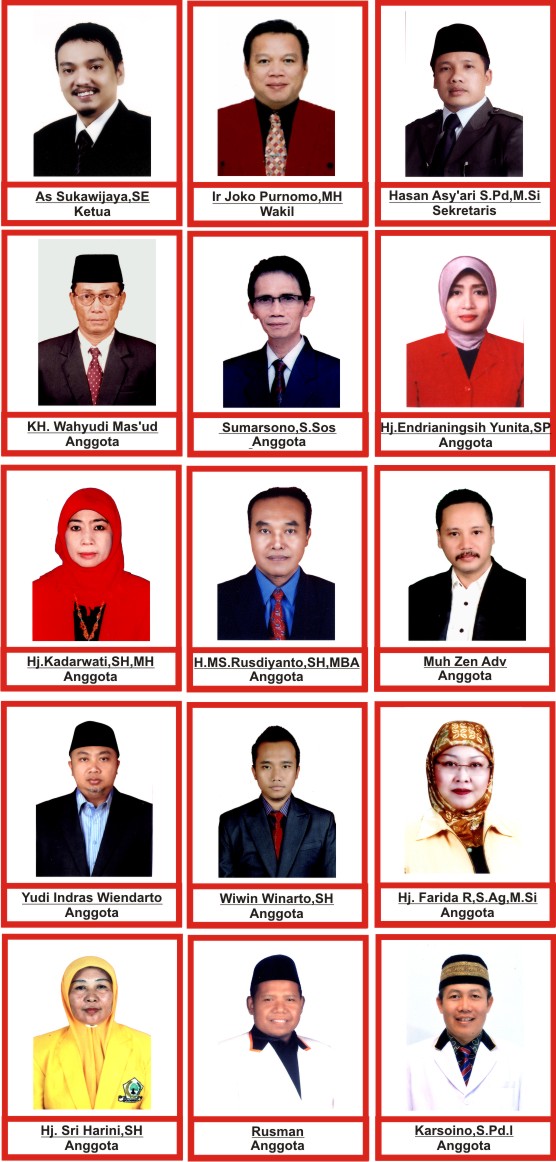 As Sukawijaya,SE
Ketua
Ir Joko Purnomo,MH
Wakil
Hasan Asy'ari S.Pd,M.Si
Sekretaris
KH. Wahyudi Mas'ud
Anggota
Sumarsono,S.Sos
Anggota
Hj.Endrianingsih Yunita,SP
Anggota
Hj.Kadarwati,SH,MH
Anggota
H.MS.Rusdiyanto,SH,MBA
Anggota
Muh Zen Adv
Anggota
Yudi Indras Wiendarto
Anggota
Wiwin Winarto,SH
Anggota
Hj. Farida R,S.Ag,M.Si
Anggota
Hj. Sri Harini,SH
Anggota
Rusman
Anggota
Karsoino,S.Pd.I
Anggota